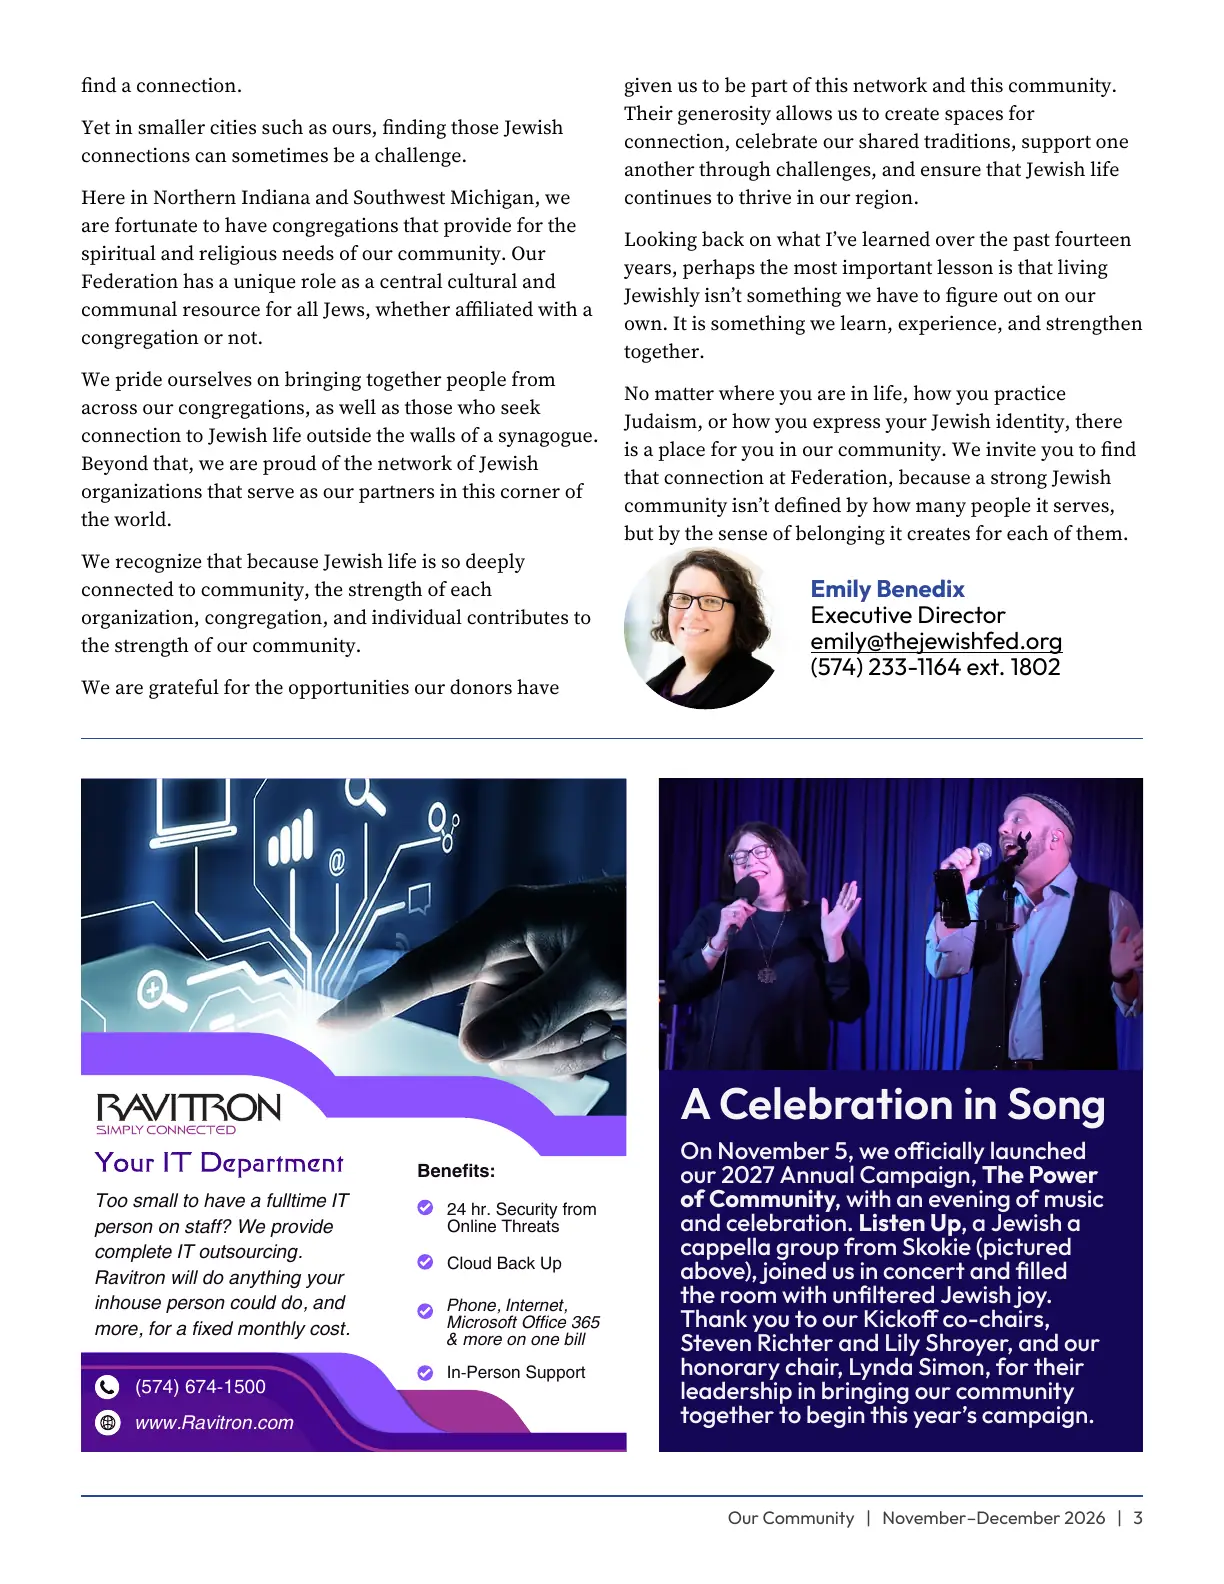 find a connection.
Yet in smaller cities such as ours, finding those Jewish
connections can sometimes be a challenge.
Here in Northern Indiana and Southwest Michigan, we
are fortunate to have congregations that provide for the
spiritual and religious needs of our community. Our
Federation has a unique role as a central cultural and
communal resource for all Jews, whether affiliated with a
congregation or not.
We pride ourselves on bringing together people from
across our congregations, as well as those who seek
connection to Jewish life outside the walls of a synagogue.
Beyond that, we are proud of the network of Jewish
organizations that serve as our partners in this corner of
the world.
We recognize that because Jewish life is so deeply
connected to community, the strength of each
organization, congregation, and individual contributes to
the strength of our community.
We are grateful for the opportunities our donors have
given us to be part of this network and this community.
Their generosity allows us to create spaces for
connection, celebrate our shared traditions, support one
another through challenges, and ensure that Jewish life
continues to thrive in our region.
Looking back on what I’ve learned over the past fourteen
years, perhaps the most important lesson is that living
Jewishly isn’t something we have to figure out on our
own. It is something we learn, experience, and strengthen
together.
No matter where you are in life, how you practice
Judaism, or how you express your Jewish identity, there
is a place for you in our community. We invite you to find
that connection at Federation, because a strong Jewish
community isn’t defined by how many people it serves,
but by the sense of belonging it creates for each of them.
Emily Benedix
Executive Director
emily@thejewishfed.org
(574) 233-1164 ext. 1802
@
RAVITRON
SIMPLY CONNECTED
Your IT Department
Too small to have a fulltime IT
person on staff? We provide
complete IT outsourcing.
Ravitron will do anything your
inhouse person could do, and
more, for a fixed monthly cost.
Benefits:
24 hr. Security from
Online Threats
Cloud Back Up
Phone, Internet,
Microsoft Office 365
& more on one bill
In-Person Support
(574) 674-1500
www.Ravitron.com
A Celebration in Song
On November 5, we officially launched
our 2027 Annual Campaign, The Power
of Community, with an evening of music
and celebration. Listen Up, a Jewish a
cappella group from Skokie (pictured
above), joined us in concert and filled
the room with unfiltered Jewish joy.
Thank you to our Kickoff co-chairs,
Steven Richter and Lily Shroyer, and our
honorary chair, Lynda Simon, for their
leadership in bringing our community
together to begin this year’s campaign.
Our Community | November–December 2026 | 3